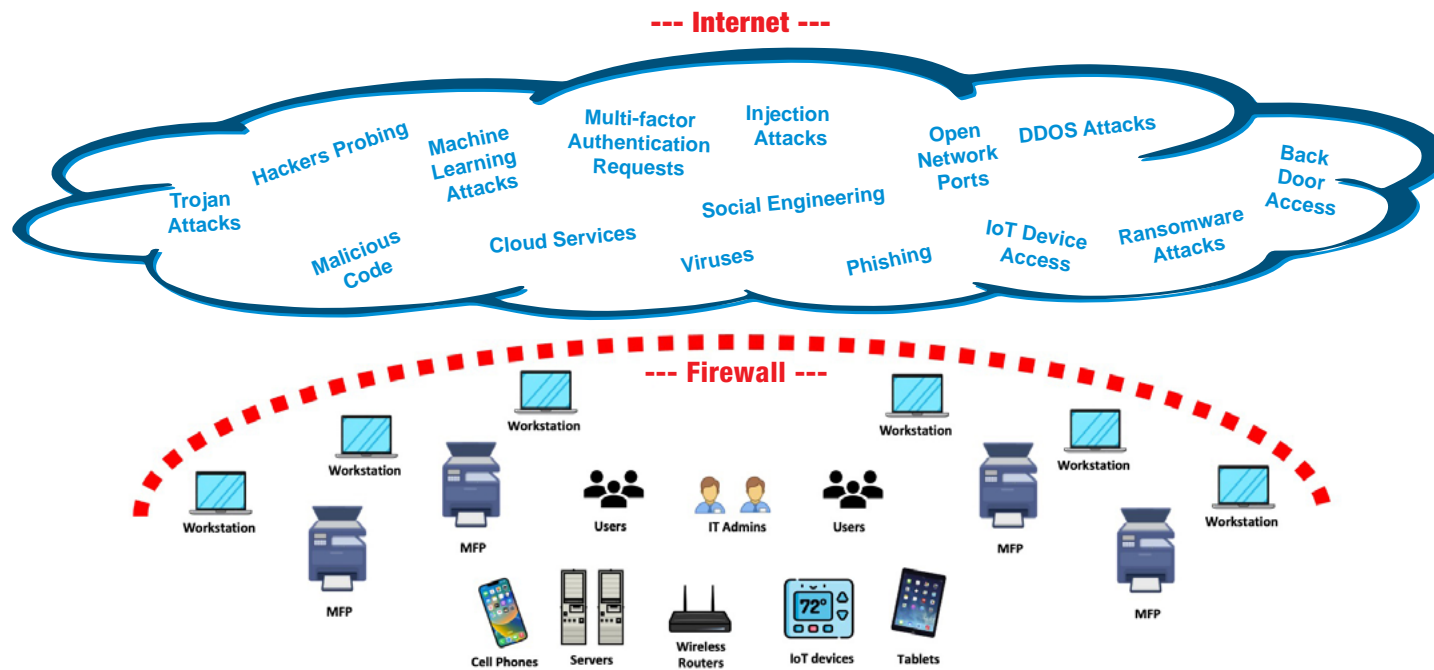 --- Internet ---
Hackers Probing
Machine
Learning
Attacks
Multi-factor
Authentication
Requests
Injection
Attacks
Open
Network
Ports
DDOS Attacks
Back
Door
Access
Trojan
Attacks
Malicious
Code
Cloud Services
Social Engineering
Viruses
Phishing
IoT Device
Access
Ransomware
Attacks
--- Firewall ---
Workstation
Workstation
Workstation
Workstation
Workstation
Workstation
MFP
MFP
Users
IT Admins
Users
MFP
MFP
72°
Cell Phones
Servers
Wireless
Routers
IoT devices
Tablets